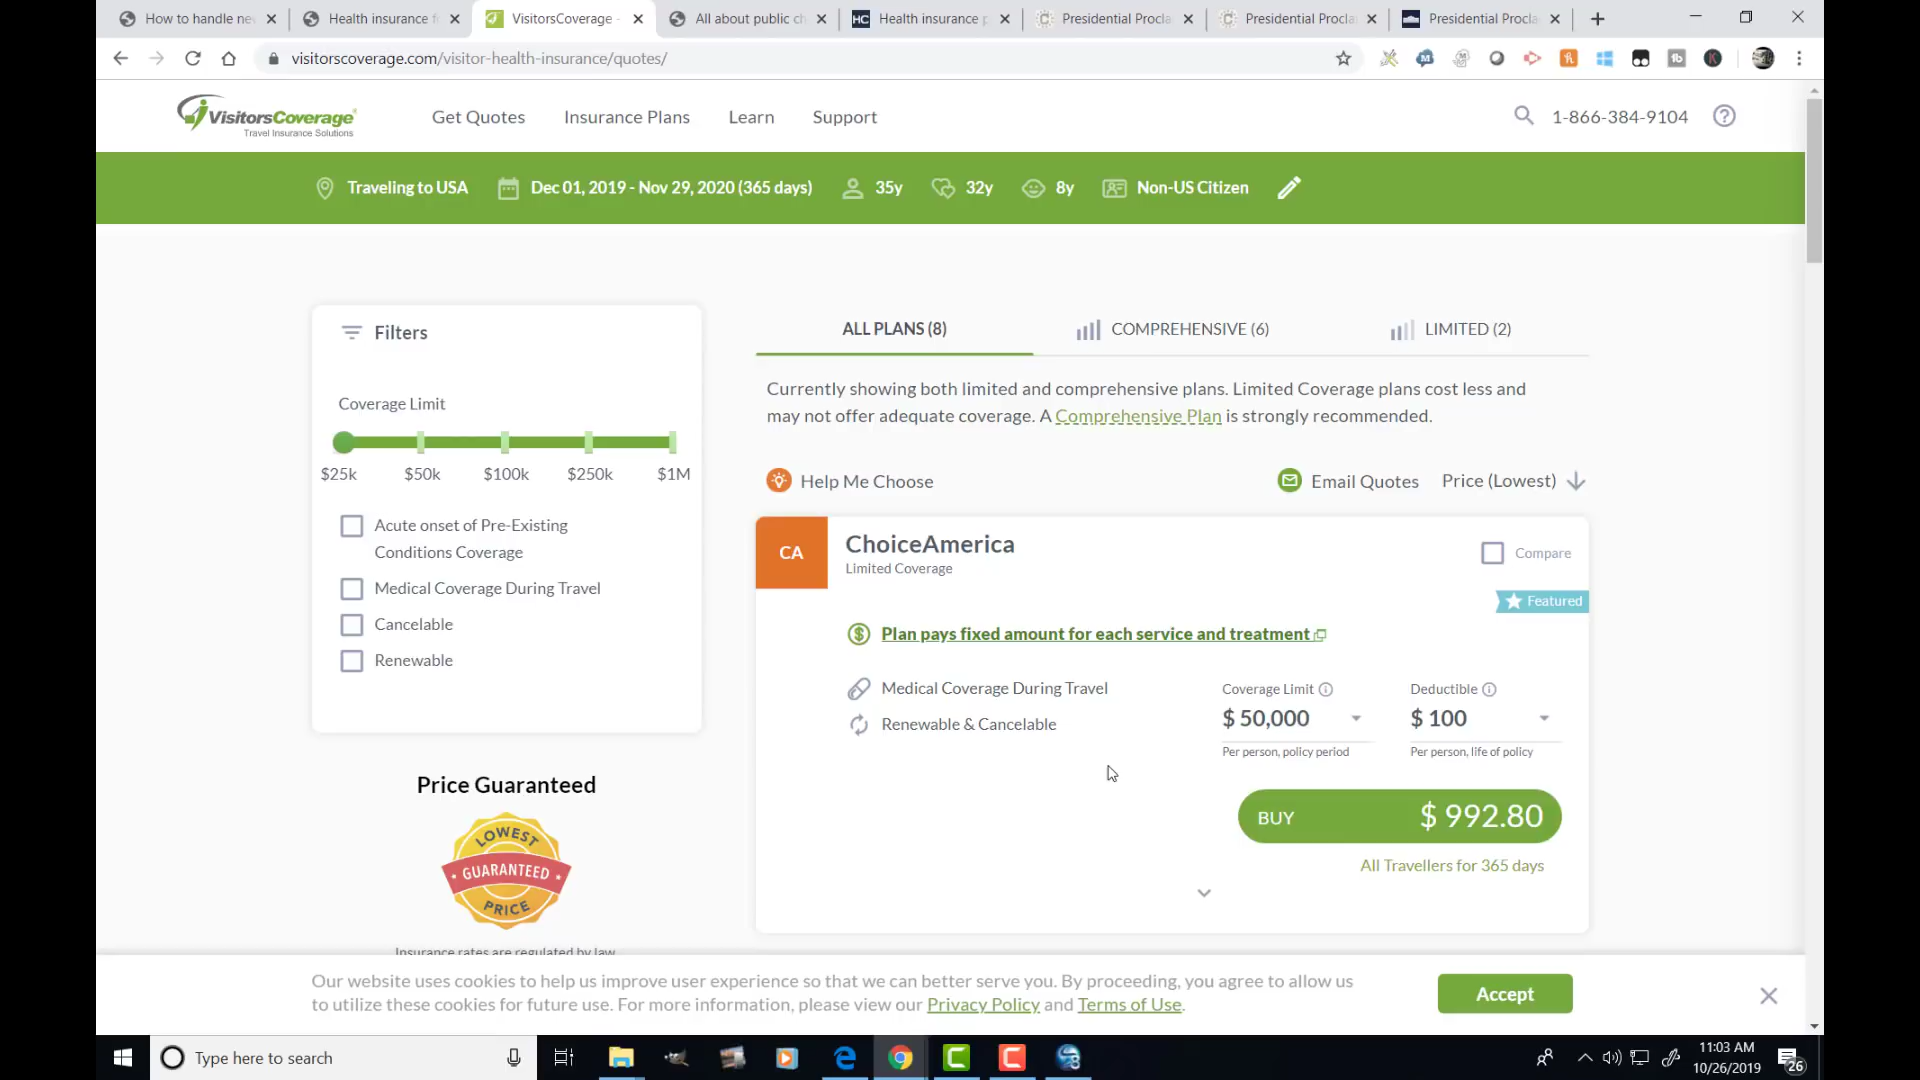 How to handle ne
Health insurance f
VisitorsCoverage -
All about public ch
HC Health insurance p
Presidential Procla
Presidential Procla
Presidential Procla
visitorscoverage.com/visitor-health-insurance/quotes/
VisitorsCoverage
Travel Insurance Solutions
Get Quotes
Insurance Plans
Learn
Support
1-866-384-9104
Traveling to USA
Dec 01, 2019 - Nov 29, 2020 (365 days)
35y
32y
8y
Non-US Citizen
Filters
Coverage Limit
$25k $50k $100k $250k $1M
Acute onset of Pre-Existing
Conditions Coverage
Medical Coverage During Travel
Cancelable
Renewable
Price Guaranteed
LOWEST
GUARANTEED
PRICE
Insurance rates are regulated by law
ALL PLANS (8)
COMPREHENSIVE (6)
LIMITED (2)
Currently showing both limited and comprehensive plans. Limited Coverage plans cost less and
may not offer adequate coverage. A Comprehensive Plan is strongly recommended.
Help Me Choose
Email Quotes
Price (Lowest)
CA
ChoiceAmerica
Limited Coverage
Compare
Featured
Plan pays fixed amount for each service and treatment
Medical Coverage During Travel
Renewable & Cancelable
Coverage Limit
$ 50,000
Per person, policy period
Deductible
$ 100
Per person, life of policy
BUY $ 992.80
All Travellers for 365 days
Our website uses cookies to help us improve user experience so that we can better serve you. By proceeding, you agree to allow us
to utilize these cookies for future use. For more information, please view our Privacy Policy and Terms of Use.
Accept
Type here to search
11:03 AM
10/26/2019
26